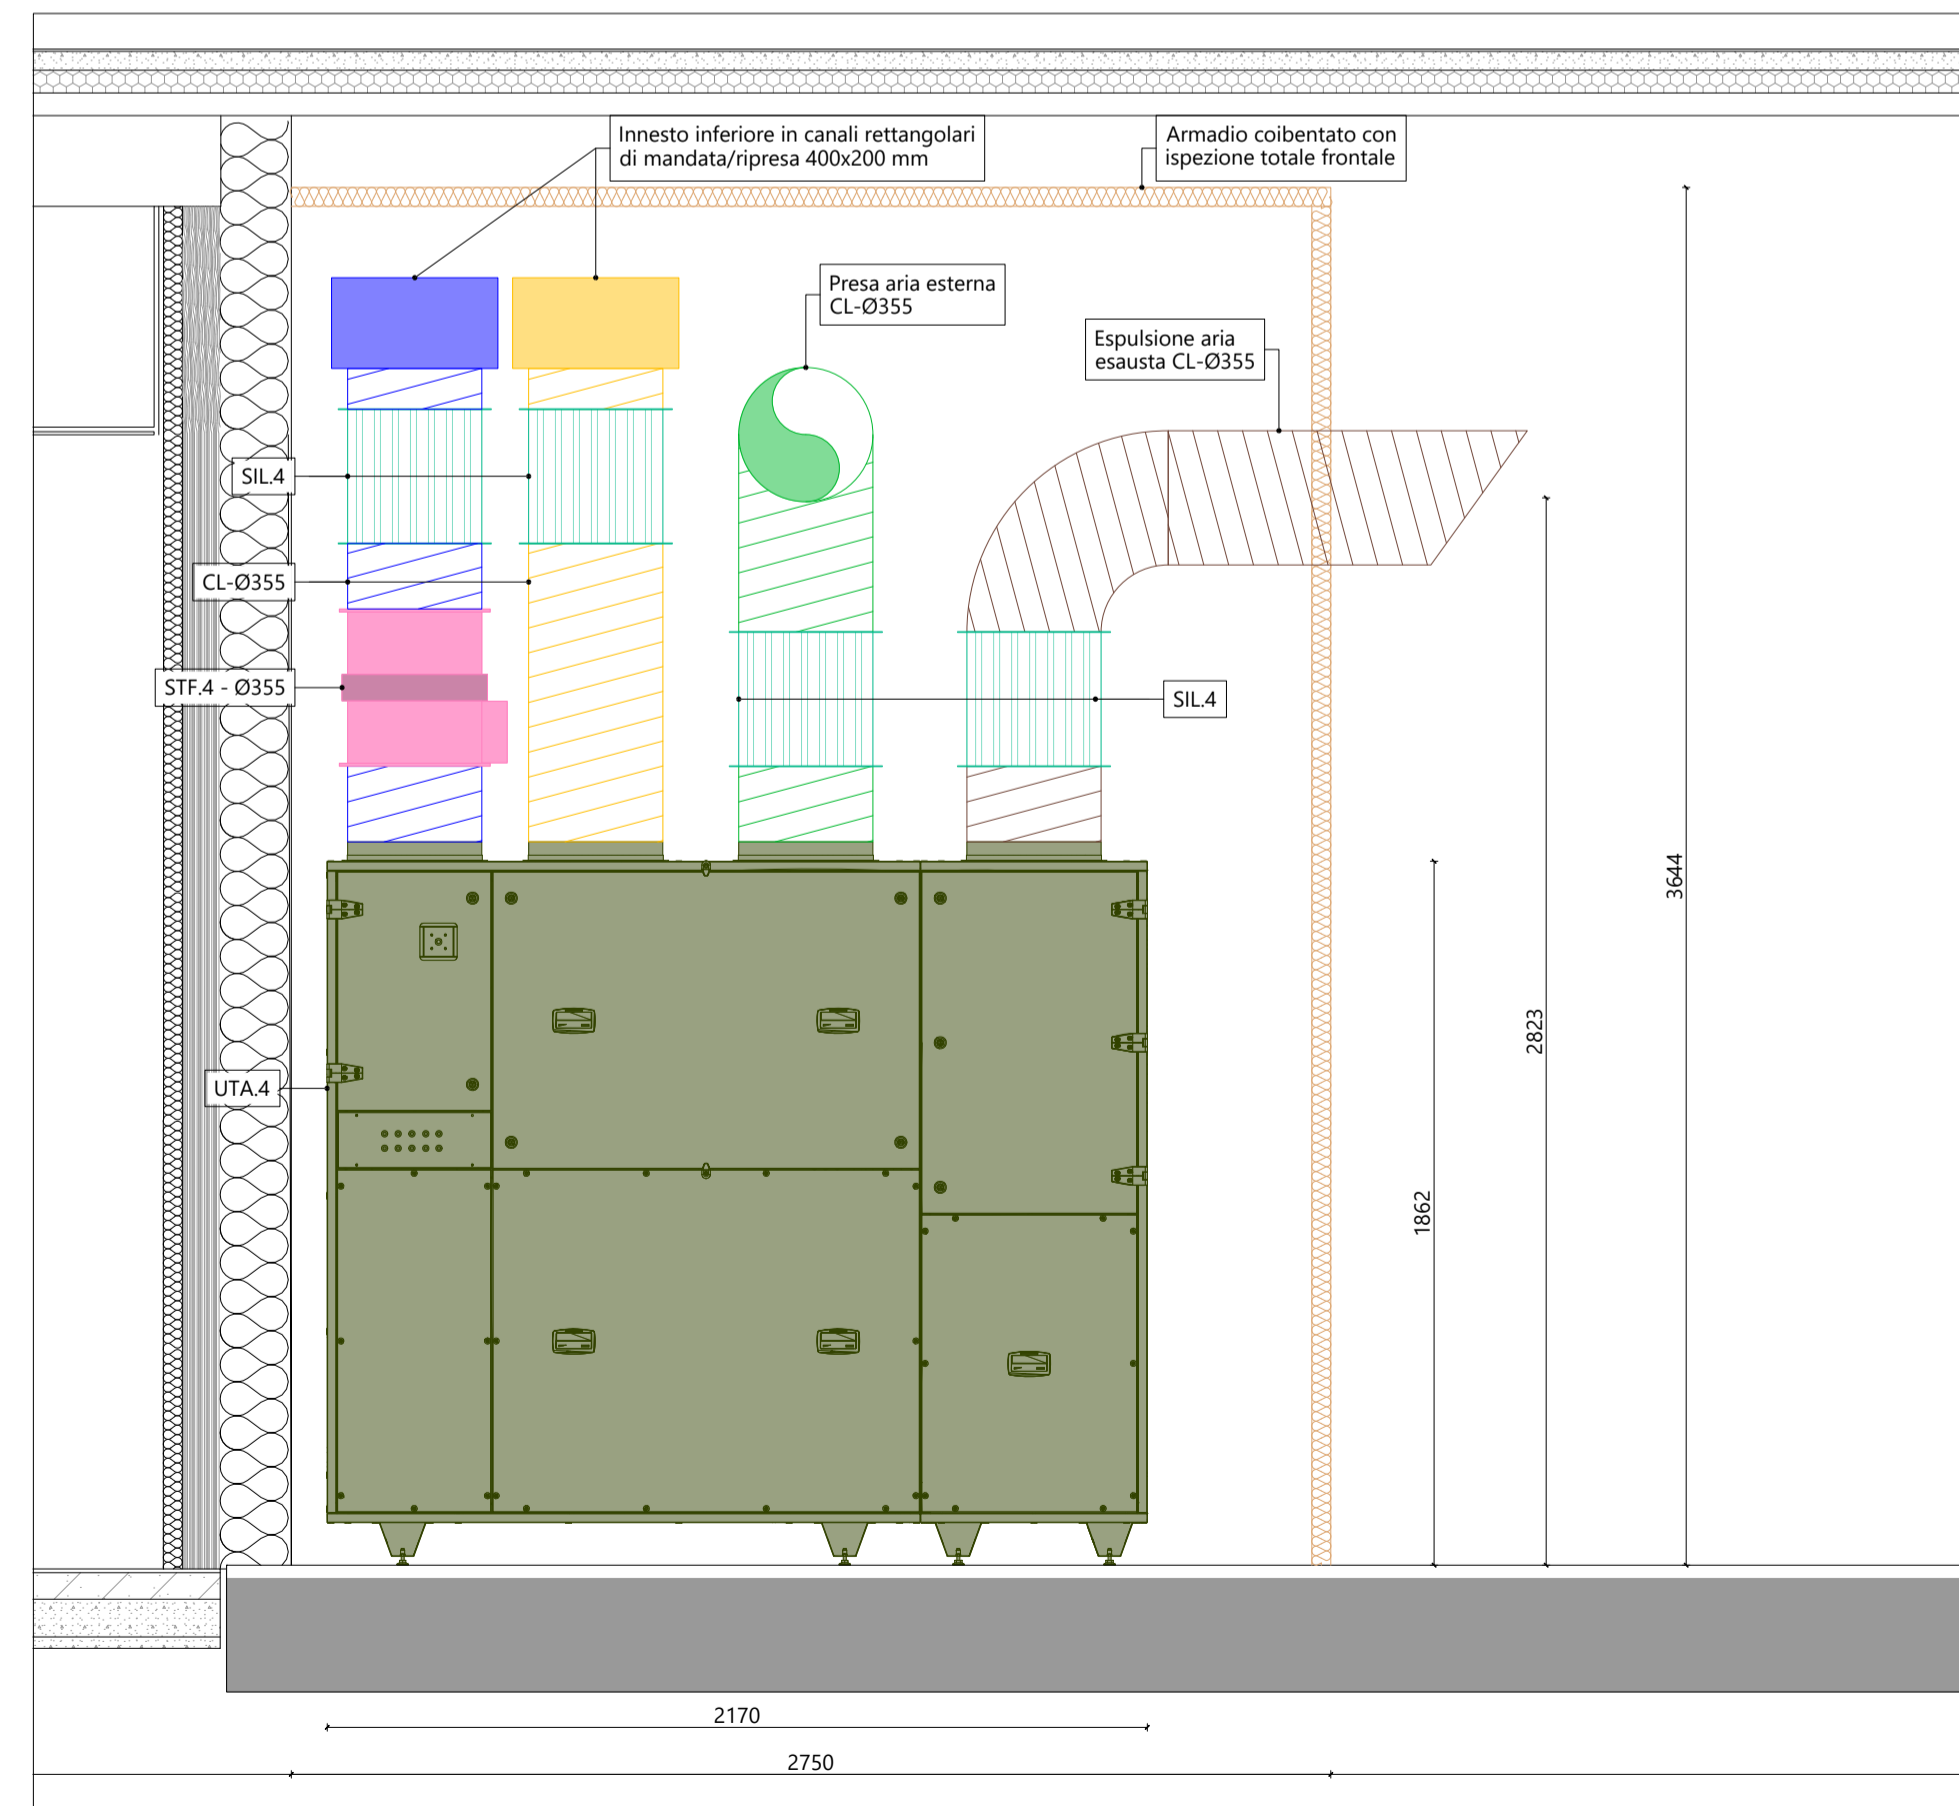 Innesto inferiore in canali rettangolari
di mandata/ripresa 400x200 mm
Armadio coibentato con
ispezione totale frontale
Presa aria esterna
CL-Ø355
Espulsione aria
esausta CL-Ø355
SIL.4
CL-Ø355
STF.4 - Ø355
SIL.4
3644
2823
UTA.4
1862
2170
2750